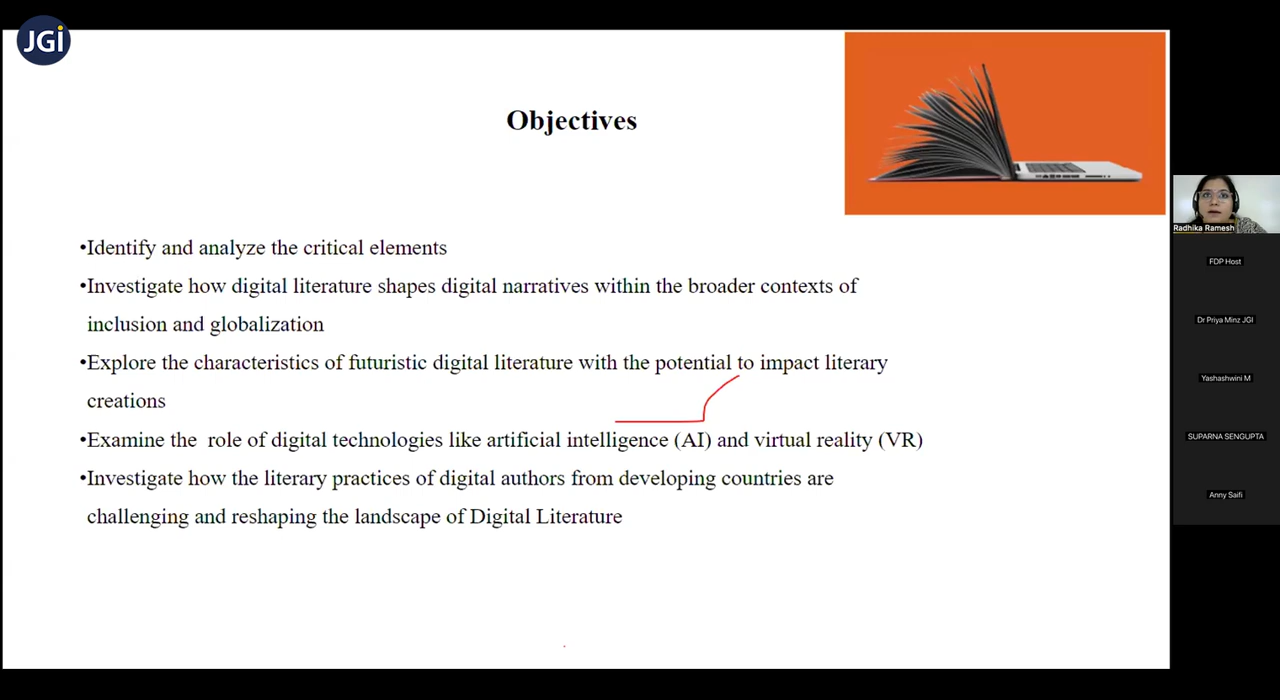 JGi
Objectives
•Identify and analyze the critical elements
•Investigate how digital literature shapes digital narratives within the broader contexts of
inclusion and globalization
•Explore the characteristics of futuristic digital literature with the potential to impact literary
creations
•Examine the  role of digital technologies like artificial intelligence (AI) and virtual reality (VR)
•Investigate how the literary practices of digital authors from developing countries are
challenging and reshaping the landscape of Digital Literature
Radhika Ramesh
FDP Host
Dr Priya Minz JGI
Yashashwini M
SUPARNA SENGUPTA
Anny Saifi